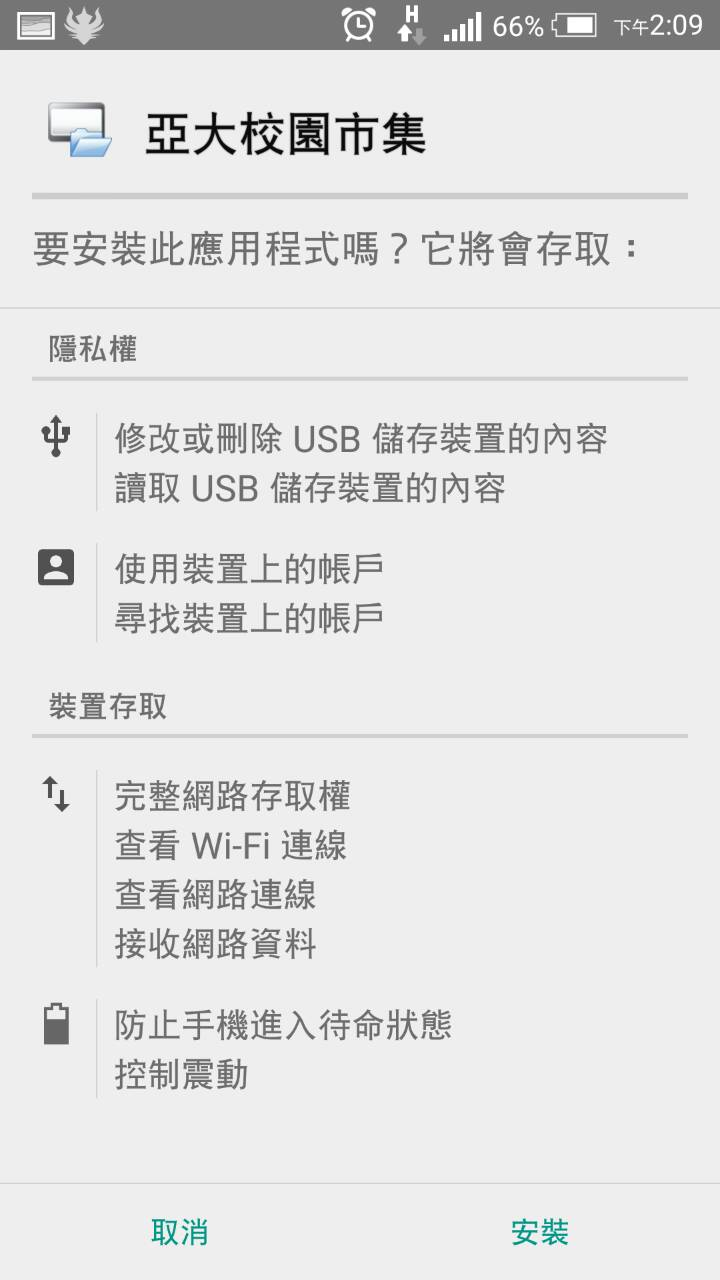 H 66% 下午2:09
亞大校園市集
要安裝此應用程式嗎？它將會存取：
隱私權
修改或刪除 USB 儲存裝置的內容
讀取 USB 儲存裝置的內容
使用裝置上的帳戶
尋找裝置上的帳戶
裝置存取
完整網路存取權
查看 Wi-Fi 連線
查看網路連線
接收網路資料
防止手機進入待命狀態
控制震動
取消 安裝